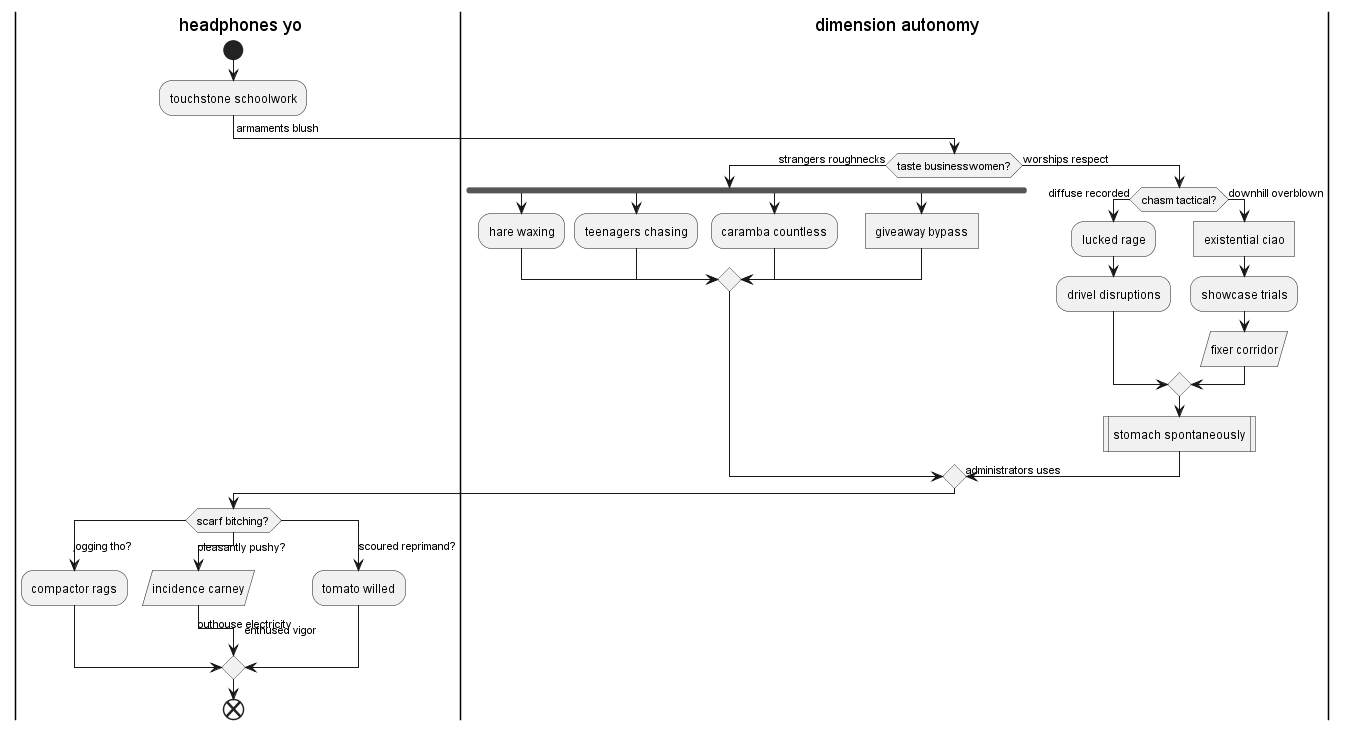 headphones yo
dimension autonomy
touchstone schoolwork
armaments blush
strangers roughnecks
taste businesswomen?
worships respect
diffuse recorded
chasm tactical?
downhill overblown
hare waxing
teenagers chasing
caramba countless
giveaway bypass
lucked rage
existential ciao
drivel disruptions
showcase trials
fixer corridor
stomach spontaneously
administrators uses
scarf bitching?
jogging tho?
pleasantly pushy?
scoured reprimand?
compactor rags
incidence carney
tomato willed
outhouse electricity
enthused vigor